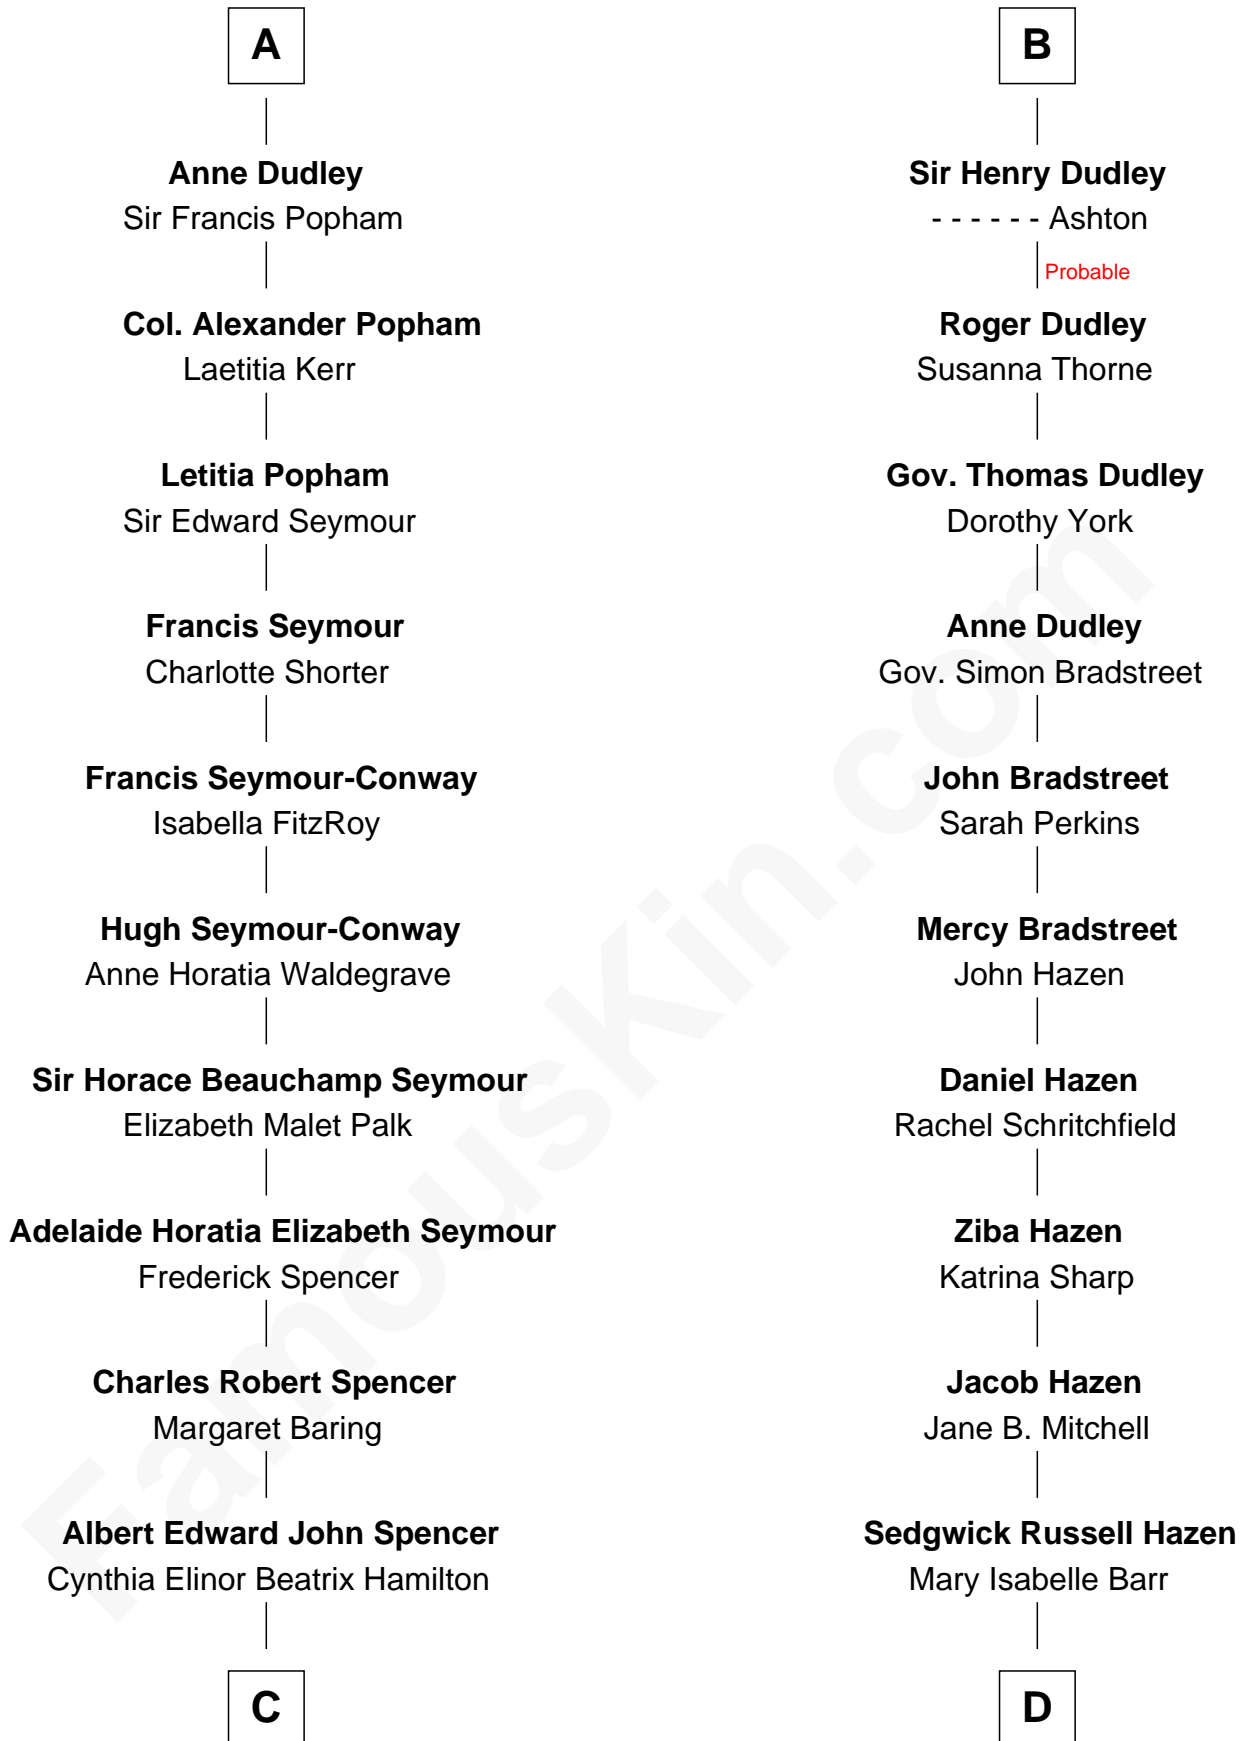 A
Anne Dudley
Sir Francis Popham
Col. Alexander Popham
Laetitia Kerr
Letitia Popham
Sir Edward Seymour
Francis Seymour
Charlotte Shorter
Francis Seymour-Conway
Isabella FitzRoy
Hugh Seymour-Conway
Anne Horatia Waldegrave
Sir Horace Beauchamp Seymour
Elizabeth Malet Palk
Adelaide Horatia Elizabeth Seymour
Frederick Spencer
Charles Robert Spencer
Margaret Baring
Albert Edward John Spencer
Cynthia Elinor Beatrix Hamilton
C
B
Sir Henry Dudley
- - - - - - Ashton
Probable
Roger Dudley
Susanna Thorne
Gov. Thomas Dudley
Dorothy York
Anne Dudley
Gov. Simon Bradstreet
John Bradstreet
Sarah Perkins
Mercy Bradstreet
John Hazen
Daniel Hazen
Rachel Schritchfield
Ziba Hazen
Katrina Sharp
Jacob Hazen
Jane B. Mitchell
Sedgwick Russell Hazen
Mary Isabelle Barr
D
FamousKin.com